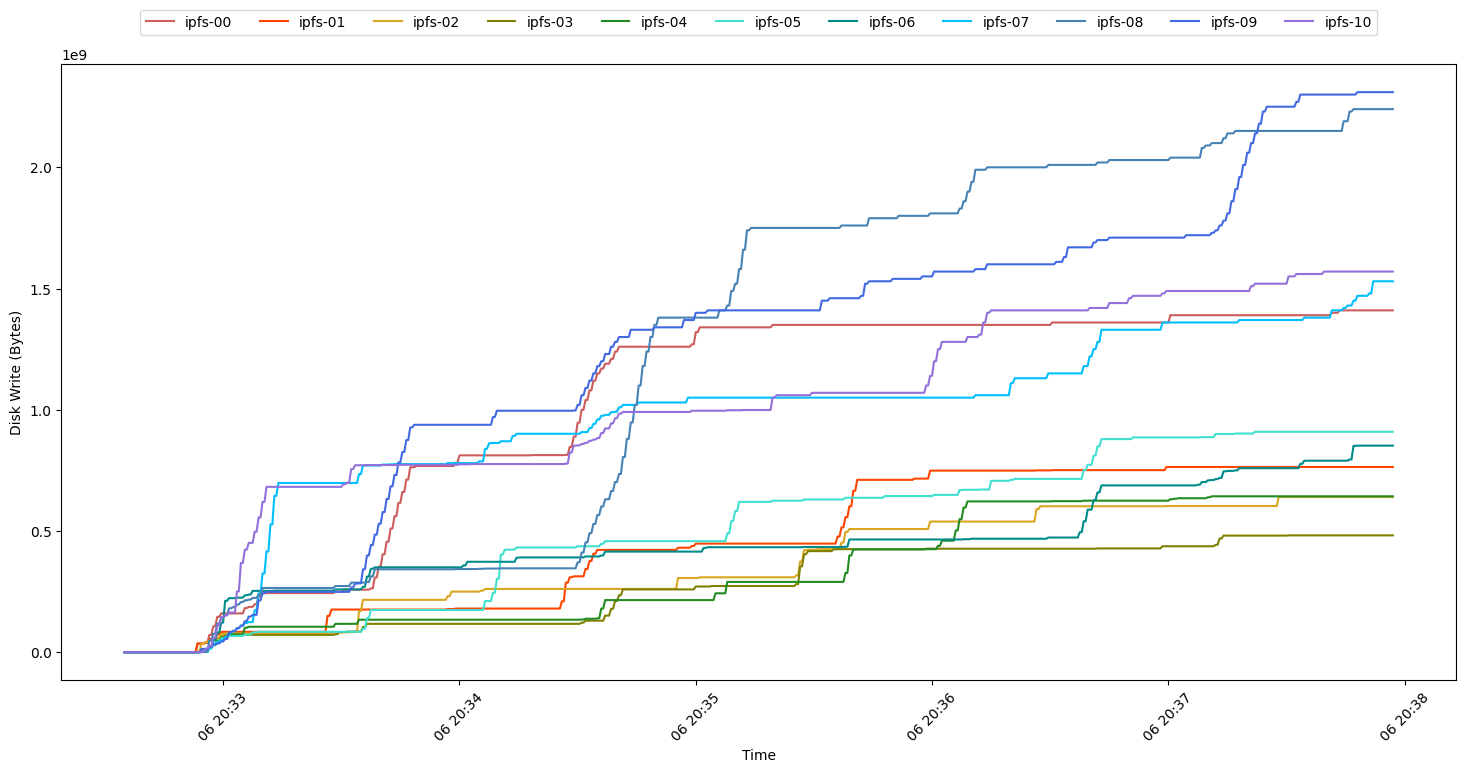 ipfs-00 ipfs-01 ipfs-02 ipfs-03 ipfs-04 ipfs-05 ipfs-06 ipfs-07 ipfs-08 ipfs-09 ipfs-10
1e9
2.0
1.5
1.0
0.5
0.0
Disk Write (Bytes)
06 20:33 06 20:34 06 20:35 06 20:36 06 20:37 06 20:38
Time